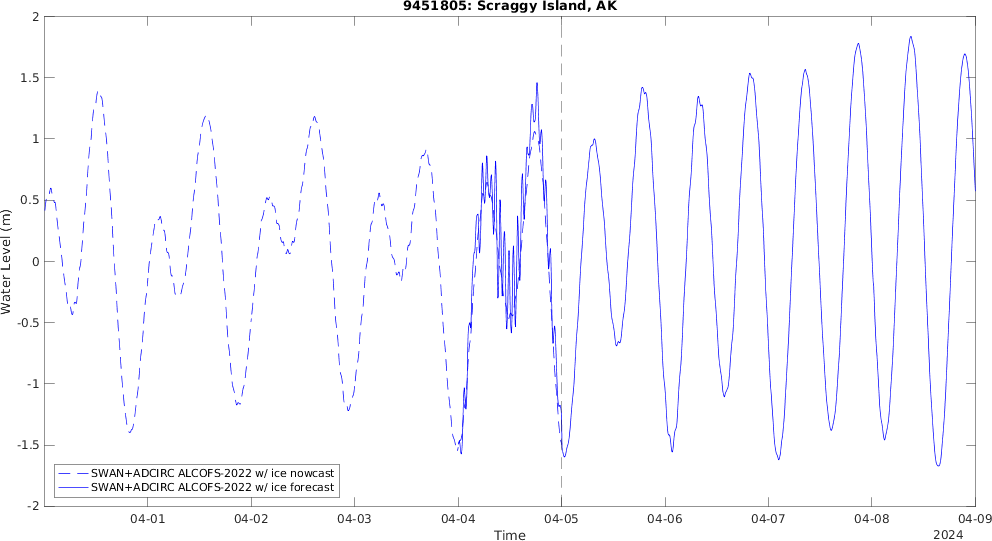 9451805: Scraggy Island, AK
2
1.5
1
0.5
0
-0.5
-1
-1.5
-2
Water Level (m)
SWAN+ADCIRC ALCOFS-2022 w/ ice nowcast
SWAN+ADCIRC ALCOFS-2022 w/ ice forecast
04-01 04-02 04-03 04-04 04-05 04-06 04-07 04-08 04-09
Time
2024